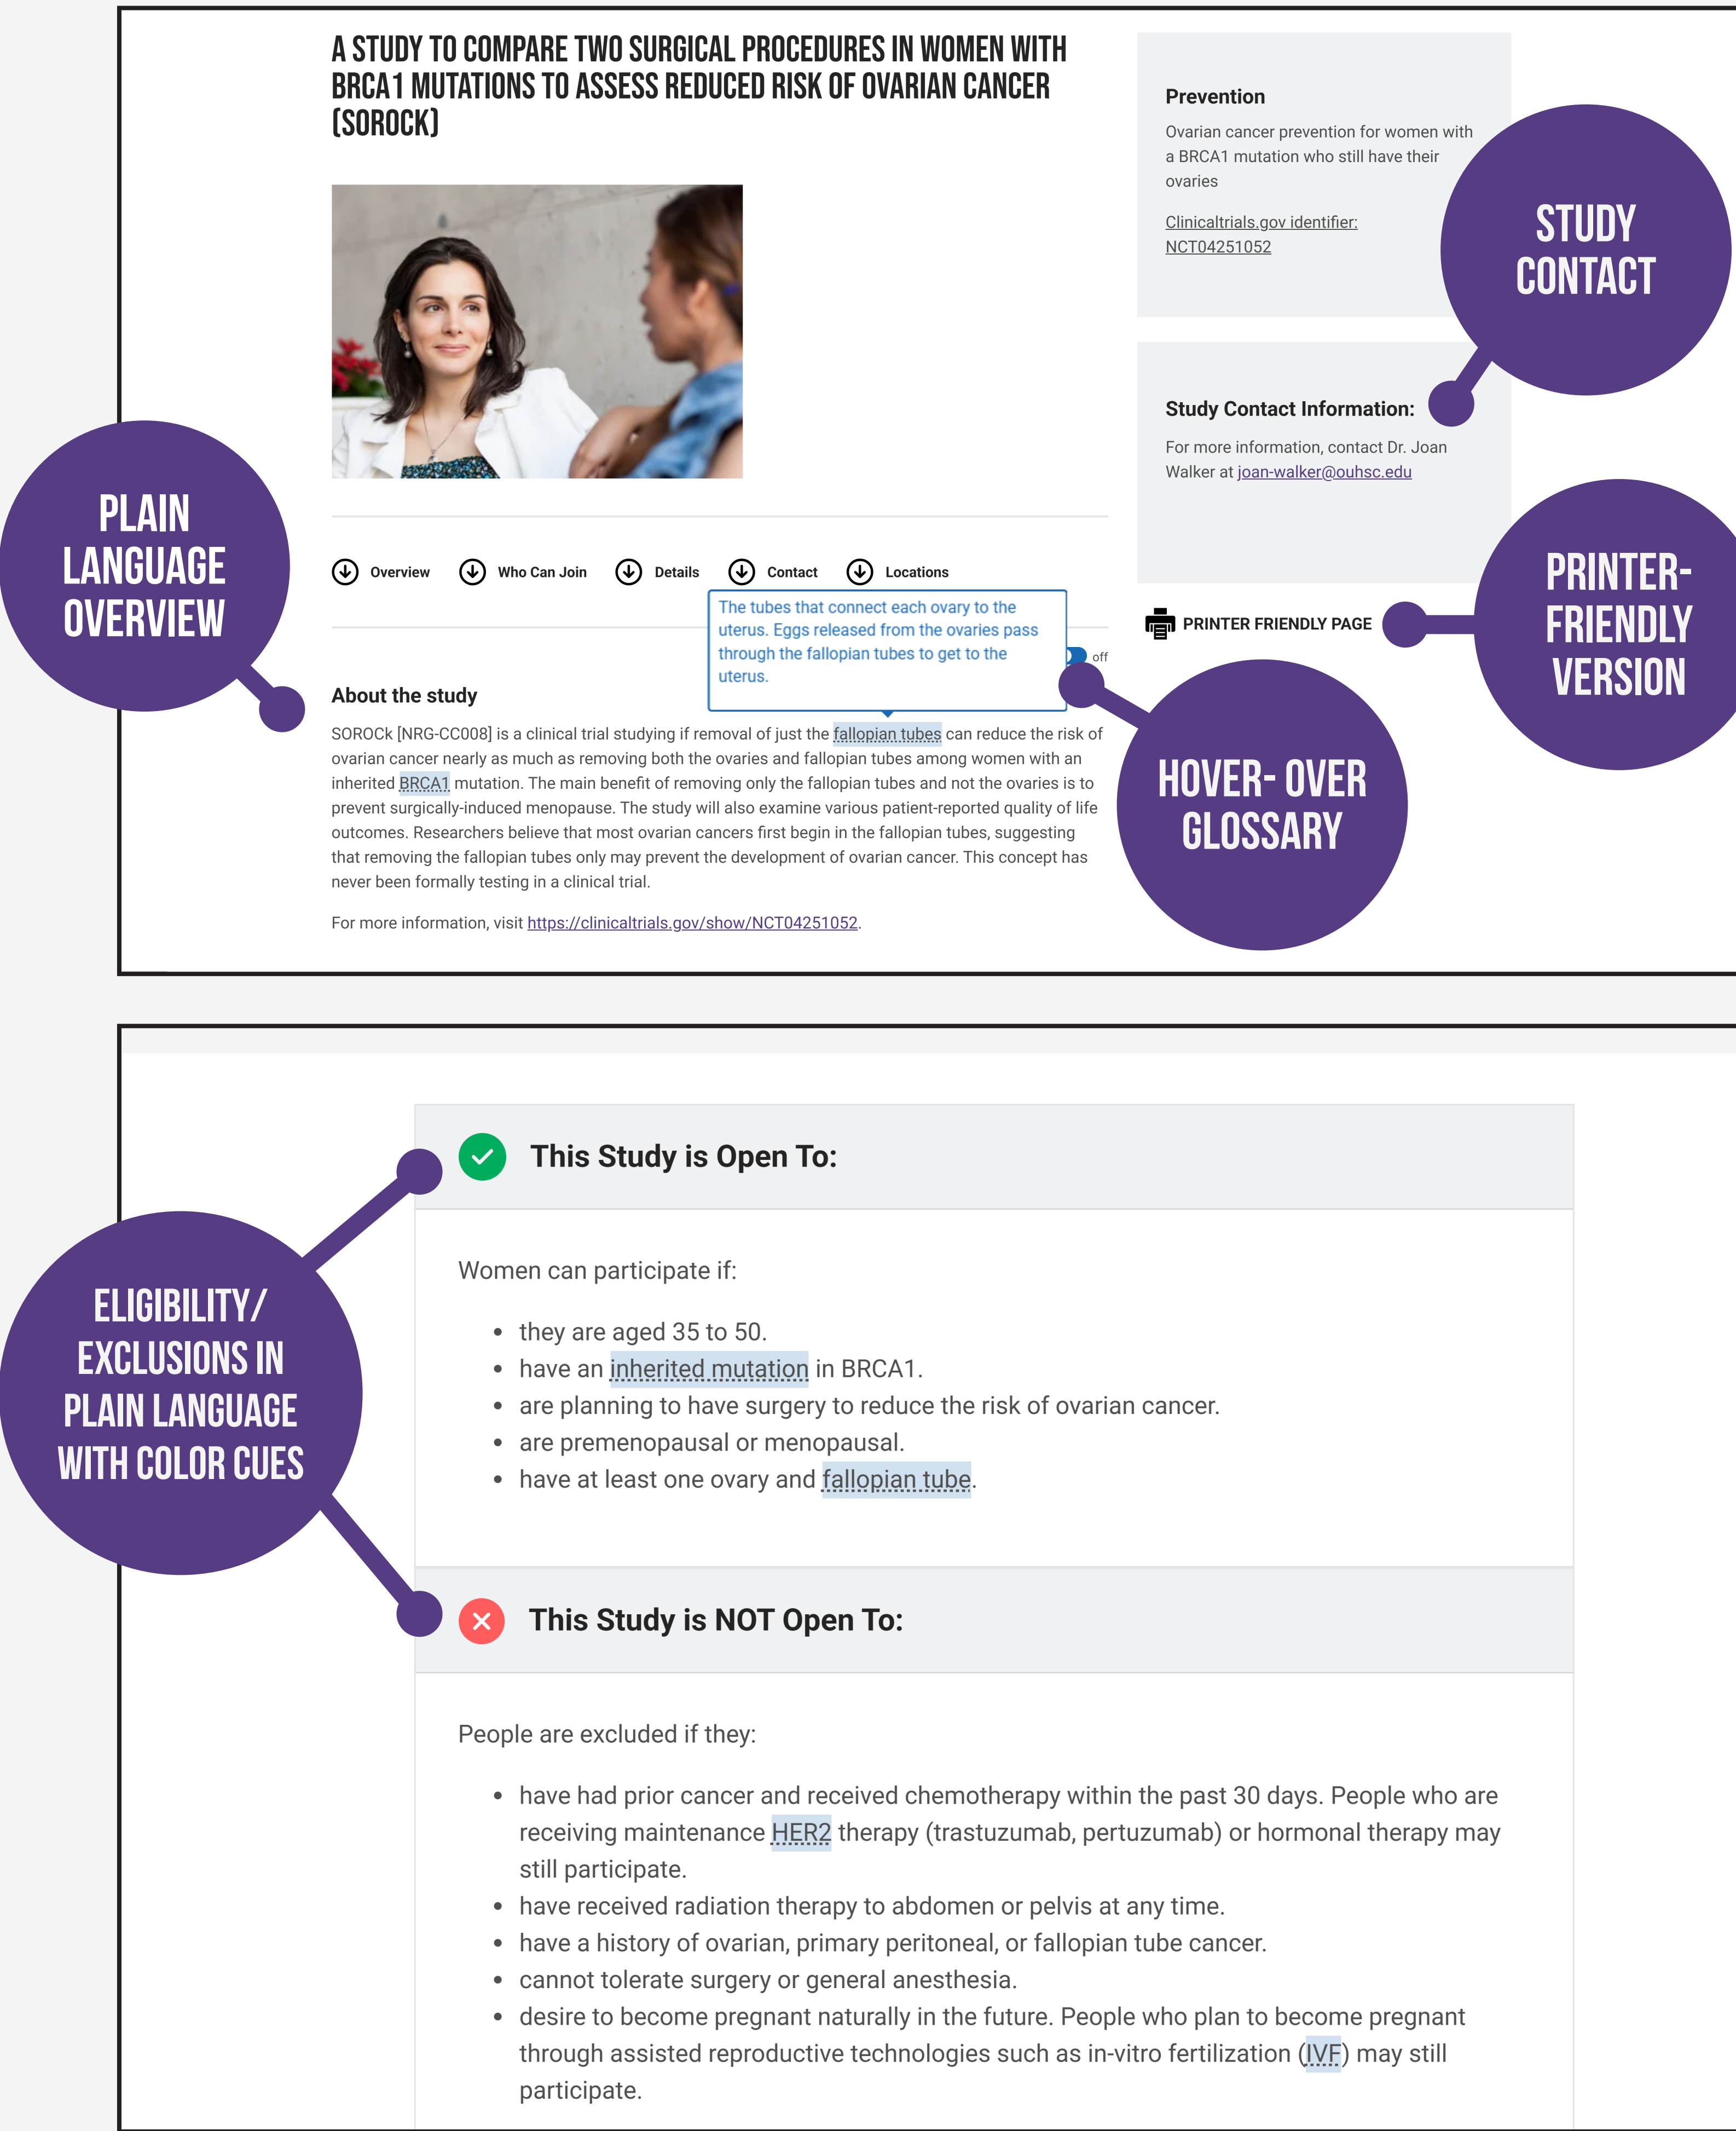 A STUDY TO COMPARE TWO SURGICAL PROCEDURES IN WOMEN WITH
BRCA1 MUTATIONS TO ASSESS REDUCED RISK OF OVARIAN CANCER
(SOROCK)
Prevention
Ovarian cancer prevention for women with
a BRCA1 mutation who still have their
ovaries
Clinicaltrials.gov identifier:
NCT04251052
STUDY
CONTACT
Study Contact Information:
For more information, contact Dr. Joan
Walker at joan-walker@ouhsc.edu
PLAIN
LANGUAGE
OVERVIEW
PRINTER-
FRIENDLY
VERSION
Overview
Who Can Join
Details
Contact
Locations
PRINTER FRIENDLY PAGE
The tubes that connect each ovary to the
uterus. Eggs released from the ovaries pass
through the fallopian tubes to get to the
uterus.
off
HOVER- OVER
GLOSSARY
About the study
SOROCk [NRG-CC008] is a clinical trial studying if removal of just the fallopian tubes can reduce the risk of
ovarian cancer nearly as much as removing both the ovaries and fallopian tubes among women with an
inherited BRCA1 mutation. The main benefit of removing only the fallopian tubes and not the ovaries is to
prevent surgically-induced menopause. The study will also examine various patient-reported quality of life
outcomes. Researchers believe that most ovarian cancers first begin in the fallopian tubes, suggesting
that removing the fallopian tubes only may prevent the development of ovarian cancer. This concept has
never been formally testing in a clinical trial.
For more information, visit https://clinicaltrials.gov/show/NCT04251052.
ELIGIBILITY/
EXCLUSIONS IN
PLAIN LANGUAGE
WITH COLOR CUES
This Study is Open To:
Women can participate if:
• they are aged 35 to 50.
• have an inherited mutation in BRCA1.
• are planning to have surgery to reduce the risk of ovarian cancer.
• are premenopausal or menopausal.
• have at least one ovary and fallopian tube.
This Study is NOT Open To:
People are excluded if they:
• have had prior cancer and received chemotherapy within the past 30 days. People who are
receiving maintenance HER2 therapy (trastuzumab, pertuzumab) or hormonal therapy may
still participate.
• have received radiation therapy to abdomen or pelvis at any time.
• have a history of ovarian, primary peritoneal, or fallopian tube cancer.
• cannot tolerate surgery or general anesthesia.
• desire to become pregnant naturally in the future. People who plan to become pregnant
through assisted reproductive technologies such as in-vitro fertilization (IVF) may still
participate.